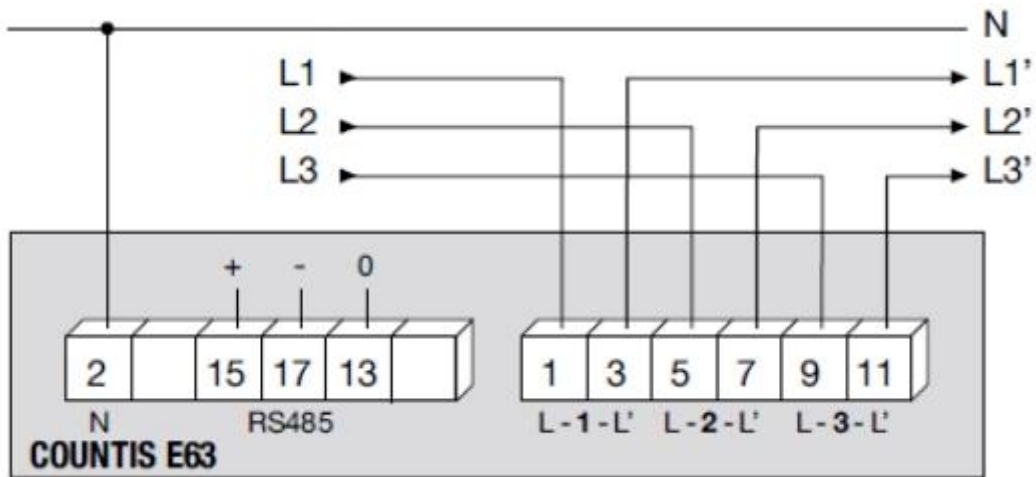 N
L1 L1’
L2 L2’
L3 L3’
+ - 0
2 15 17 13 1 3 5 7 9 11
N RS485 L-1-L’ L-2-L’ L-3-L’
COUNTIS E63